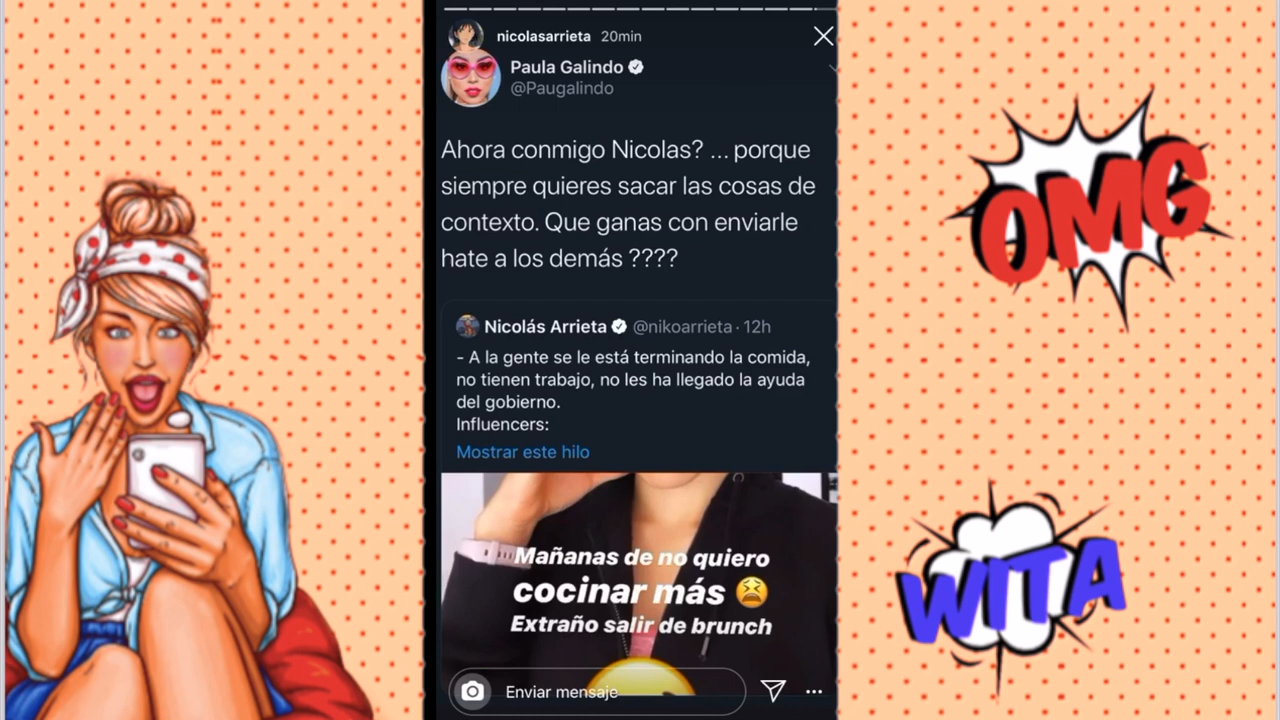 nicolasarrieta 20min
Paula Galindo
@Paugalindo
Ahora conmigo Nicolas? ... porque
siempre quieres sacar las cosas de
contexto. Que ganas con enviarle
hate a los demás ????
Nicolás Arrieta @nikoarrieta · 12h
- A la gente se le está terminando la comida,
no tienen trabajo, no les ha llegado la ayuda
del gobierno.
Influencers:
Mostrar este hilo
Mañanas de no quiero
cocinar más 😫
Extraño salir de brunch
Enviar mensaje
OMG
WITA